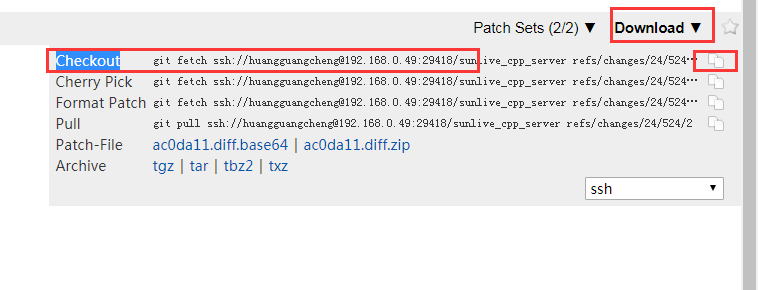 Patch Sets (2/2) ▼ Download ▼
Checkout git fetch ssh://huangguangcheng@192.168.0.49:29418/sunlive_cpp_server refs/changes/24/524···
Cherry Pick git fetch ssh://huangguangcheng@192.168.0.49:29418/sunlive_cpp_server refs/changes/24/524···
Format Patch git fetch ssh://huangguangcheng@192.168.0.49:29418/sunlive_cpp_server refs/changes/24/524···
Pull git pull ssh://huangguangcheng@192.168.0.49:29418/sunlive_cpp_server refs/changes/24/524/2
Patch-File ac0da11.diff.base64 | ac0da11.diff.zip
Archive tgz | tar | tbz2 | txz
ssh ▼